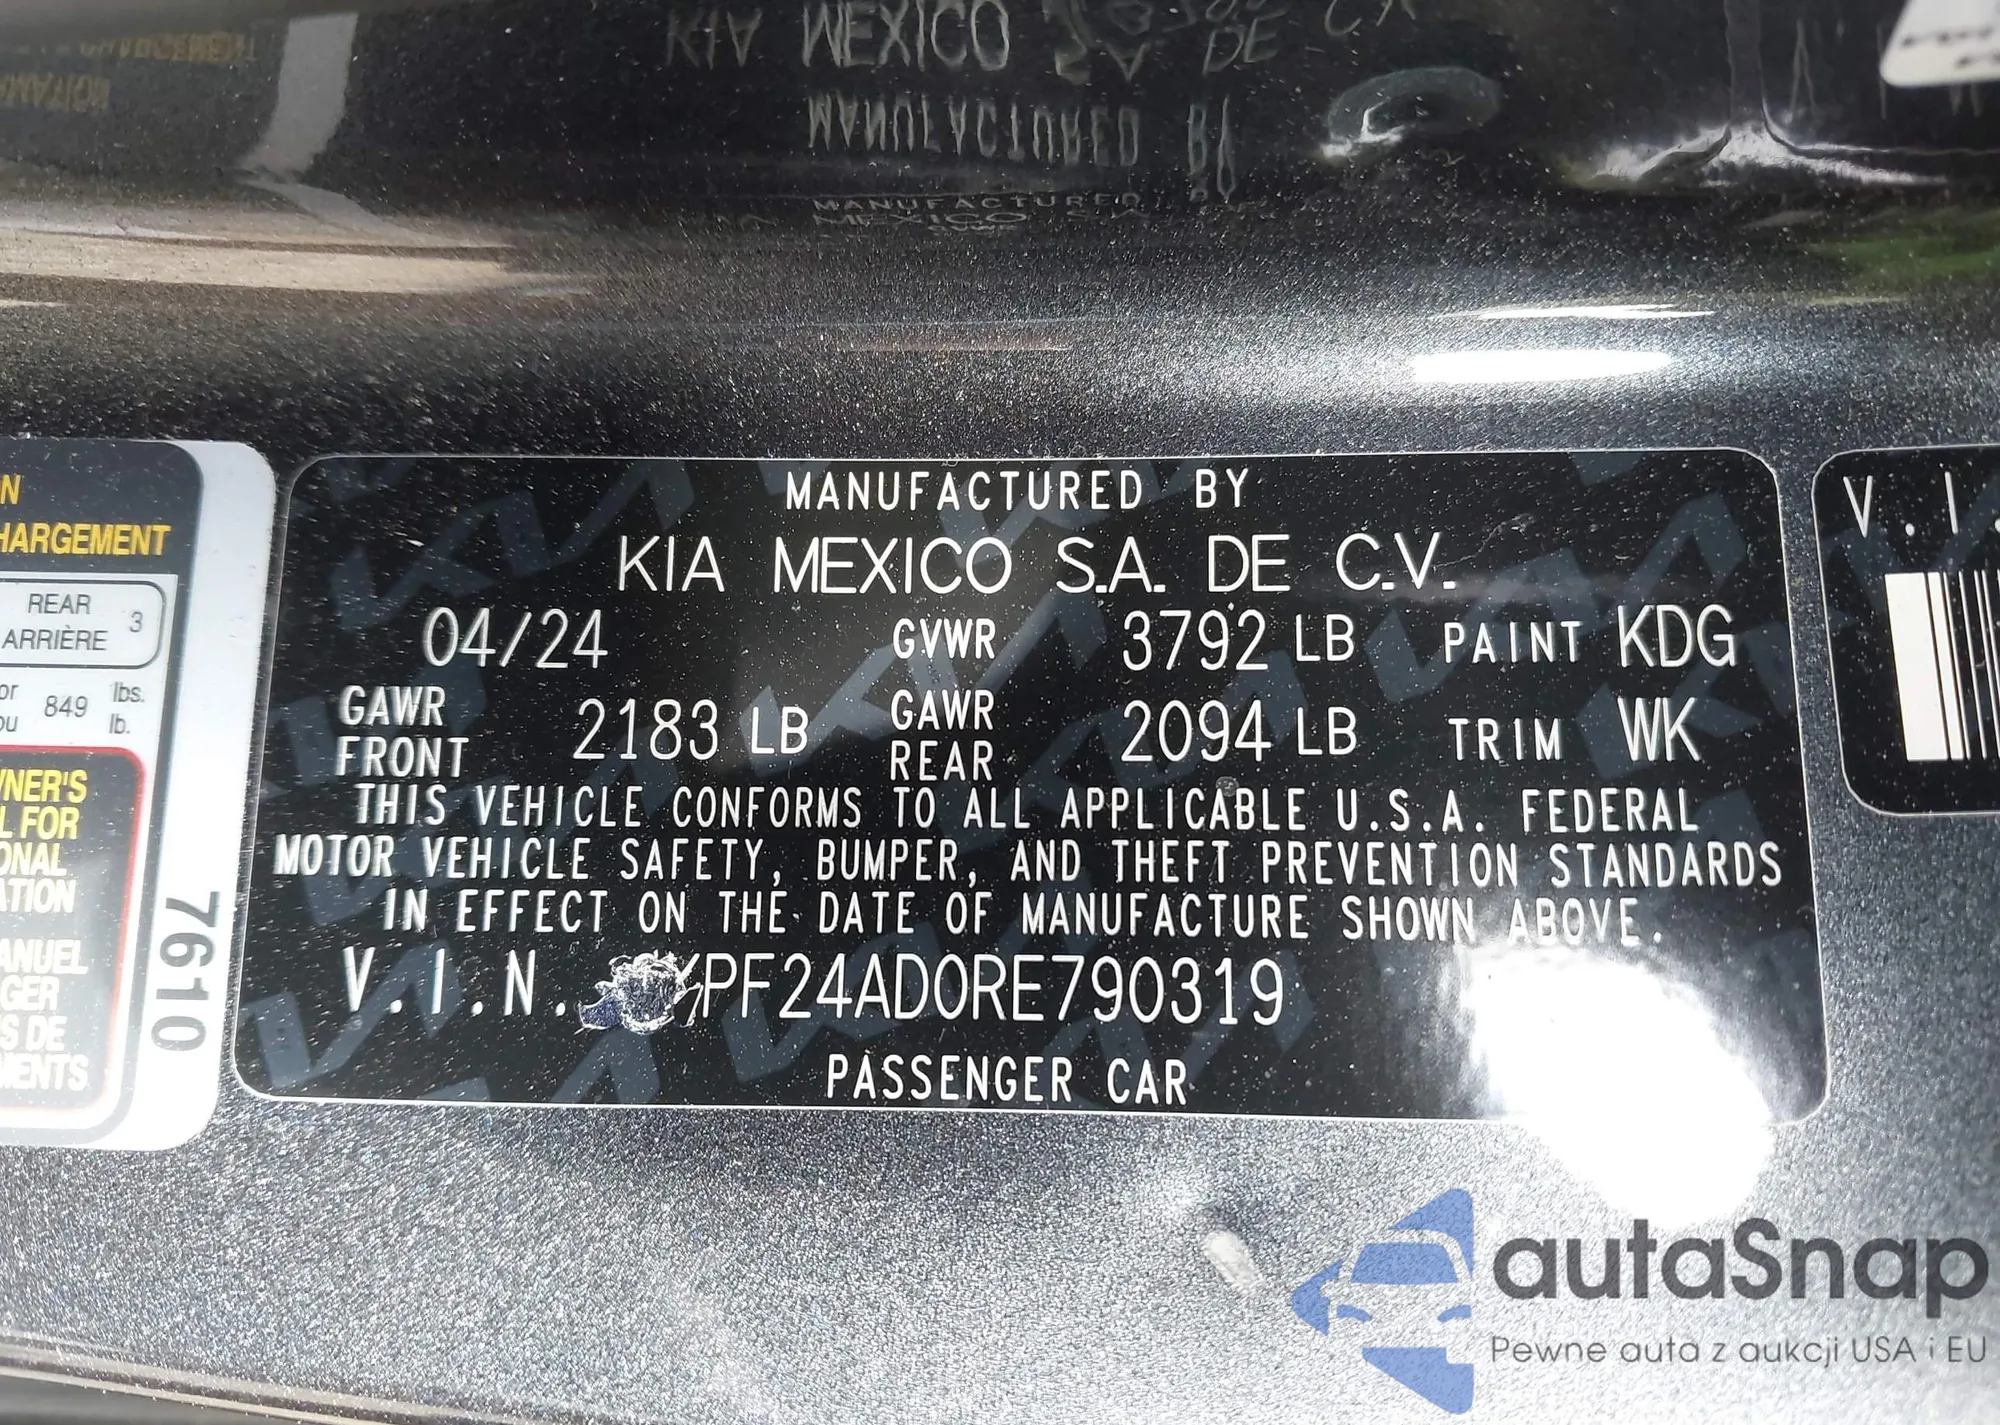 MANUFACTURED BY
KIA MEXICO S.A. DE C.V.
04/24 GVWR 3792 LB PAINT KDG
GAWR FRONT 2183 LB GAWR REAR 2094 LB TRIM WK
THIS VEHICLE CONFORMS TO ALL APPLICABLE U.S.A. FEDERAL
MOTOR VEHICLE SAFETY, BUMPER, AND THEFT PREVENTION STANDARDS
IN EFFECT ON THE DATE OF MANUFACTURE SHOWN ABOVE.
V.I.N. PF24AD0RE790319
PASSENGER CAR
REAR 3
ARRIÈRE
849 lbs.
lb.
FOR
MANUEL
DE
7610
V.I.
autaSnap
Pewne auta z aukcji USA i EU